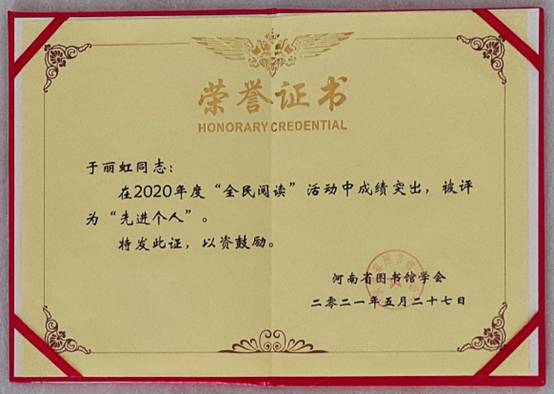 荣誉证书
HONORARY CREDENTIAL
于丽虹同志：
在2020年度“全民阅读”活动中成绩突出，被评
为“先进个人”。
特发此证，以资鼓励。
河南省图书馆学会
二零二一年五月二十七日